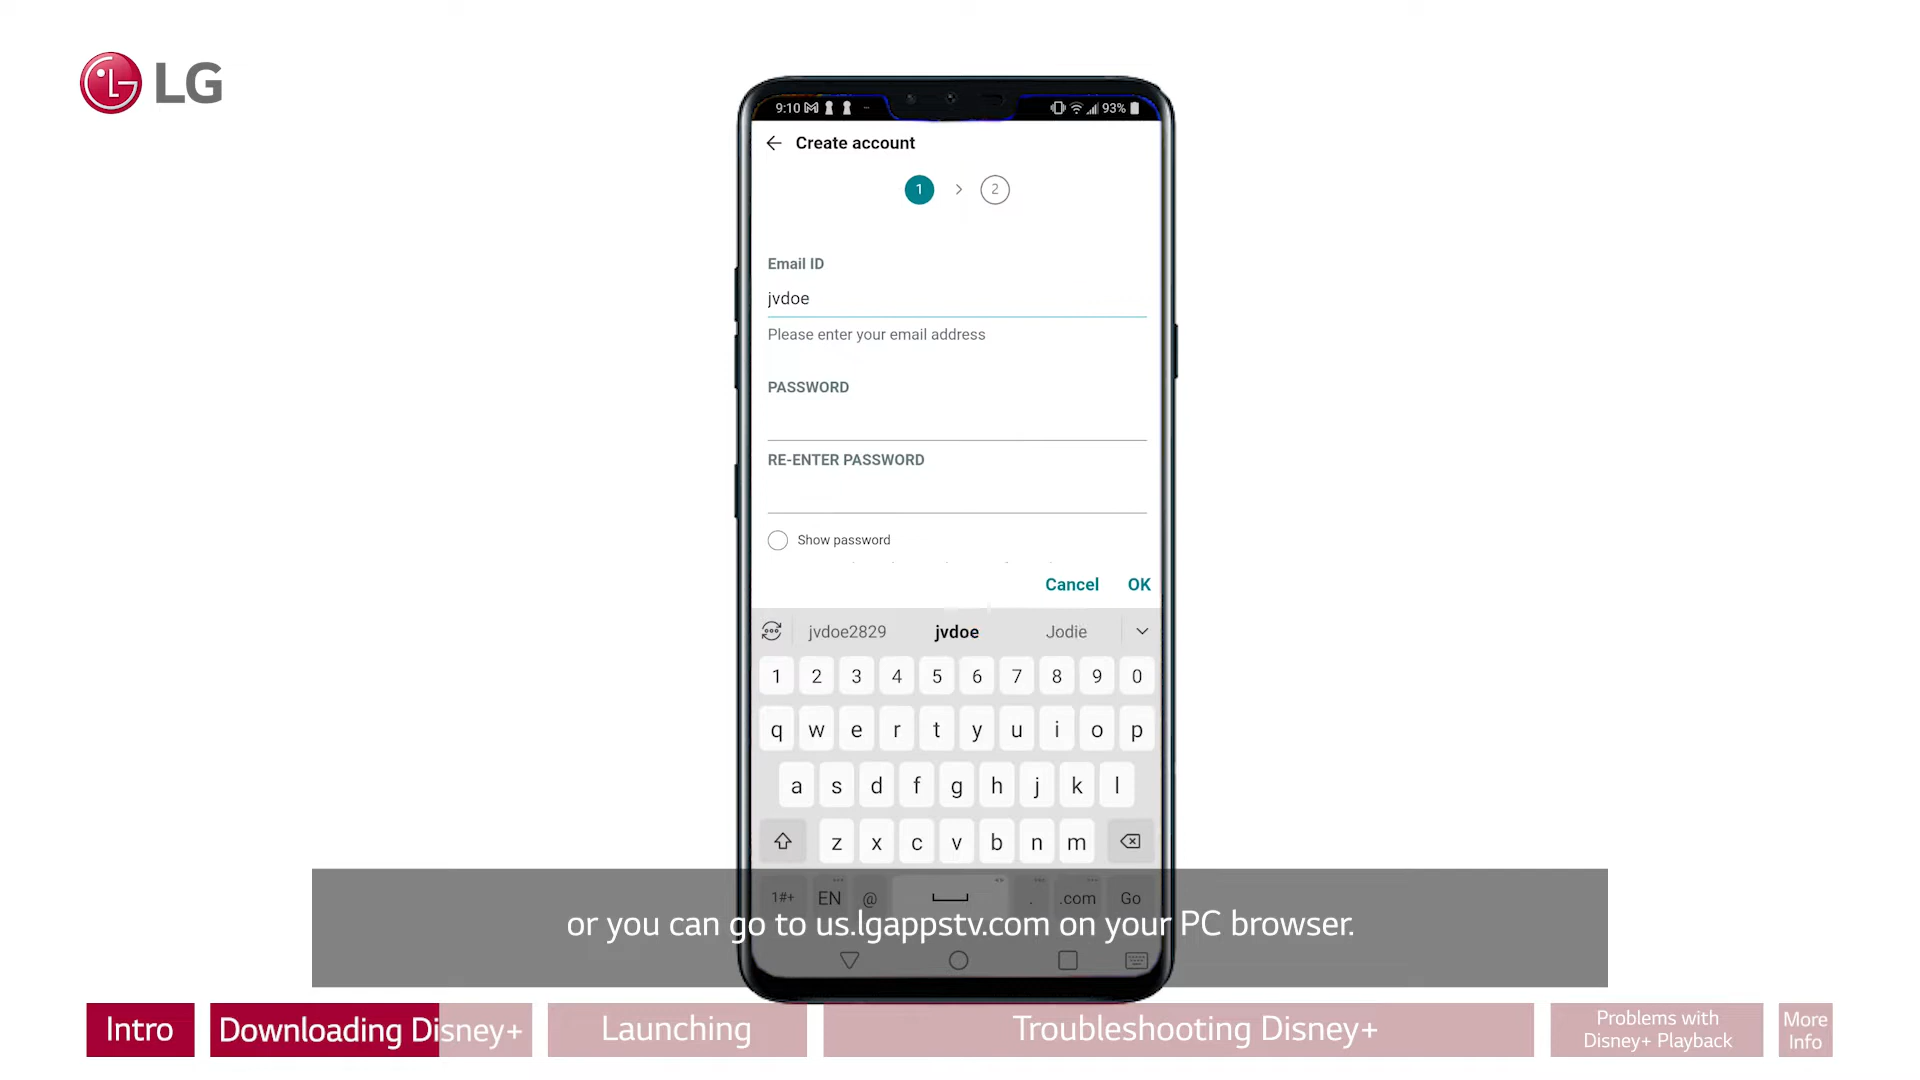 LG
9:10
93%
Create account
1
2
Email ID
jvdoe
Please enter your email address
PASSWORD
RE-ENTER PASSWORD
Show password
Cancel OK
jvdoe2829 jvdoe Jodie
1 2 3 4 5 6 7 8 9 0
q w e r t y u i o p
a s d f g h j k l
z x c v b n m
1#+ EN @ . .com Go
or you can go to us.lgappstv.com on your PC browser.
Intro
Downloading Disney+
Launching
Troubleshooting Disney+
Problems with
Disney+ Playback
More
Info